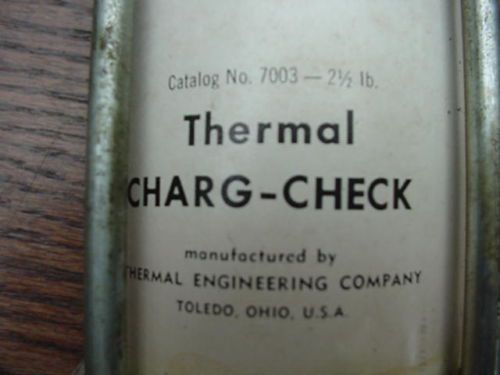 Catalog No. 7003 — 2½ lb.
Thermal
CHARG-CHECK
manufactured by
THERMAL ENGINEERING COMPANY
TOLEDO, OHIO, U.S.A.